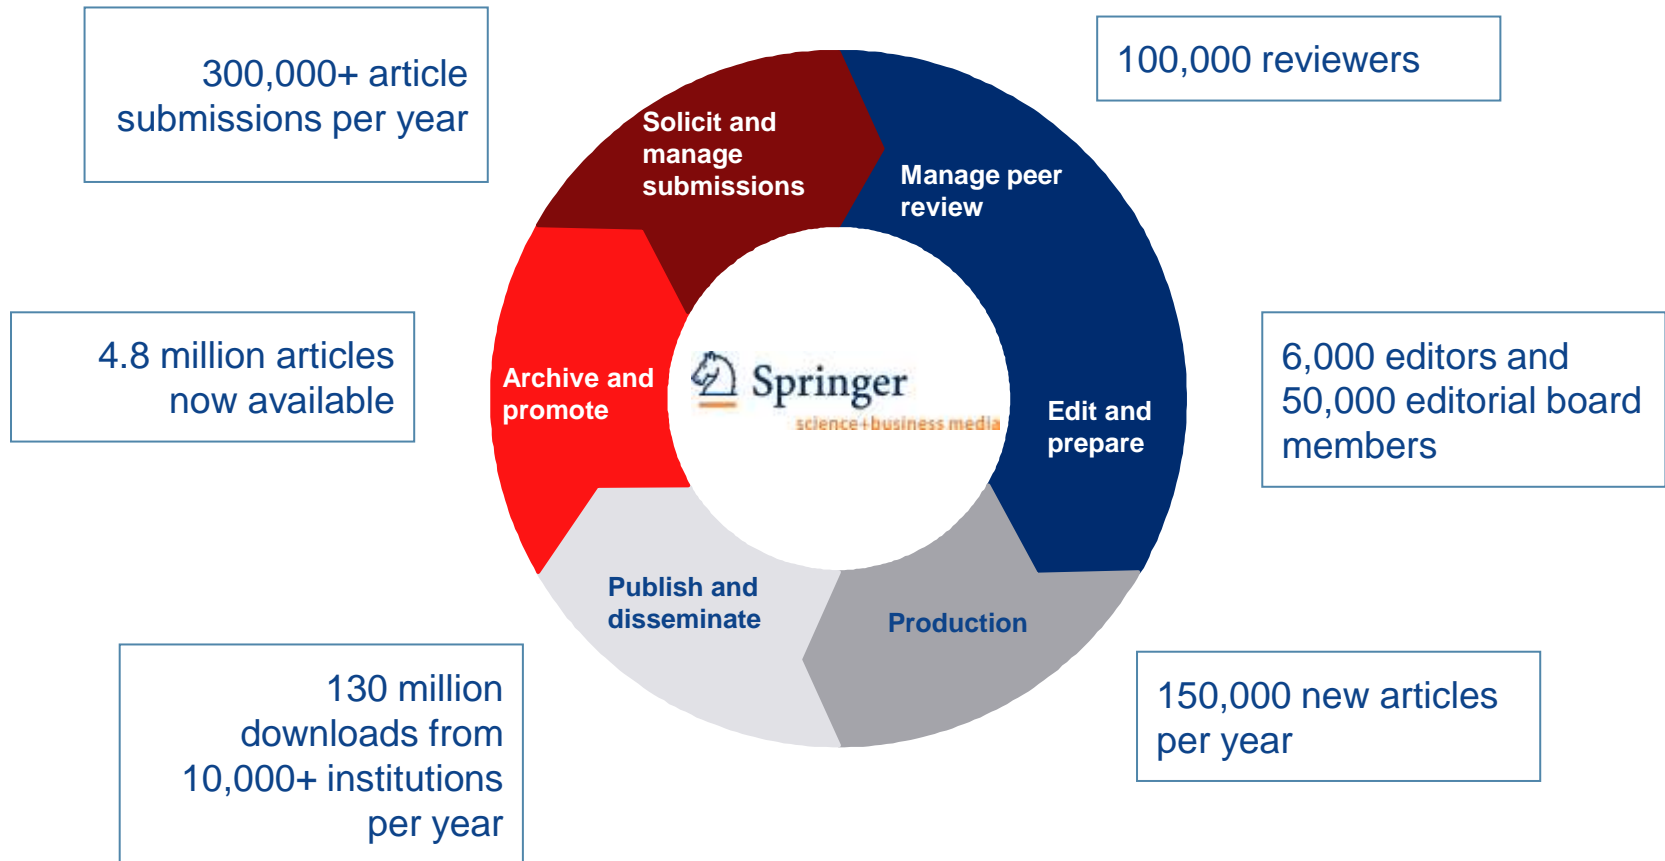 300,000+ article
submissions per year
100,000 reviewers
Solicit and
manage
submissions
Manage peer
review
4.8 million articles
now available
Archive and
promote
Springer
science+business media
Edit and
prepare
6,000 editors and
50,000 editorial board
members
Publish and
disseminate
Production
130 million
downloads from
10,000+ institutions
per year
150,000 new articles
per year